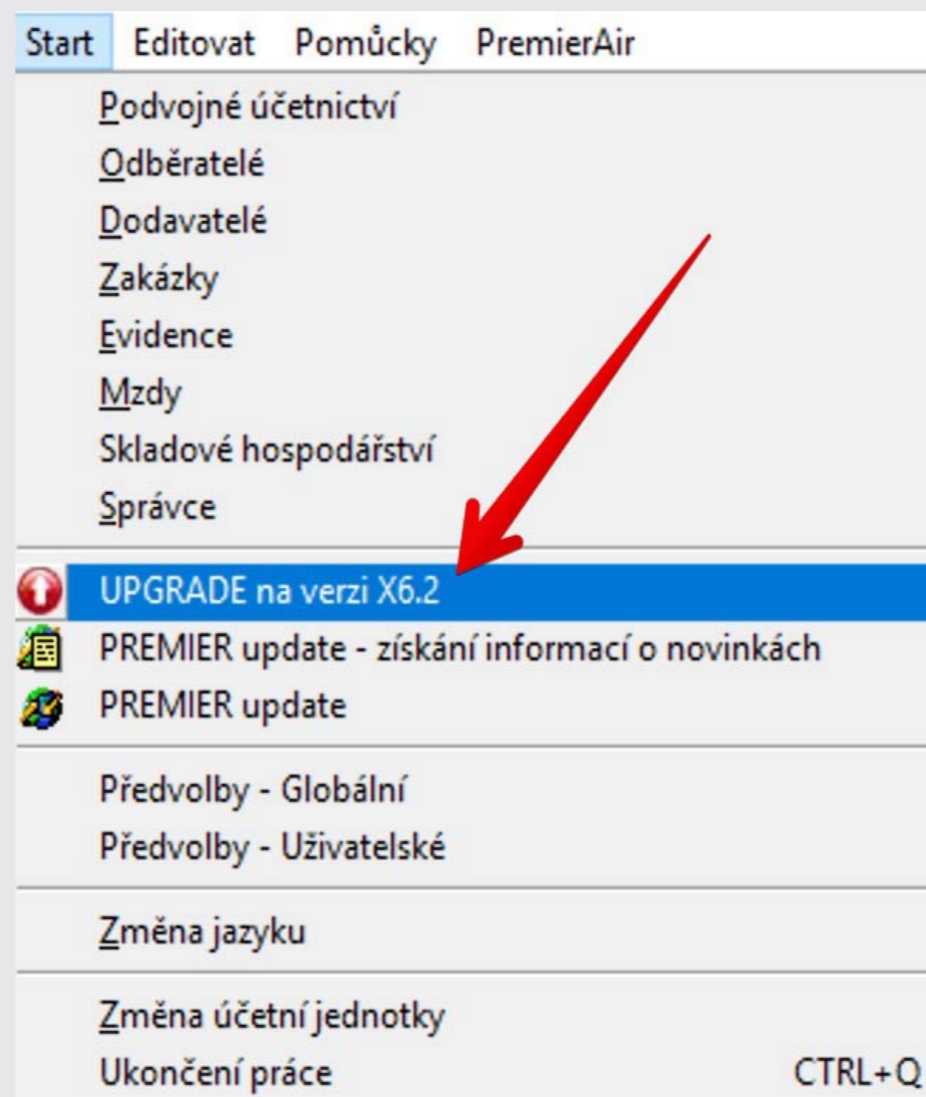 Start Editovat Pomůcky PremierAir
Podvojné účetnictví
Odběratelé
Dodavatelé
Zakázky
Evidence
Mzdy
Skladové hospodářství
Správce
UPGRADE na verzi X6.2
PREMIER update - získání informací o novinkách
PREMIER update
Předvolby - Globální
Předvolby - Uživatelské
Změna jazyku
Změna účetní jednotky
Ukončení práce CTRL+Q